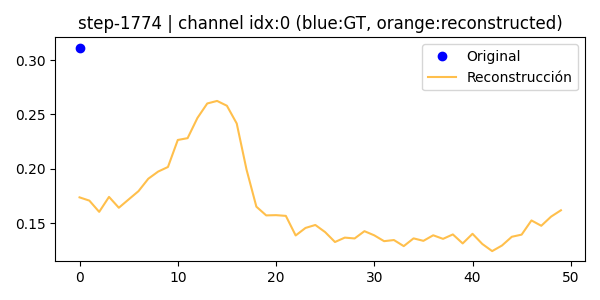 step-1774 | channel idx:0 (blue:GT, orange:reconstructed)
Original
Reconstrucción
0.30
0.25
0.20
0.15
0 10 20 30 40 50